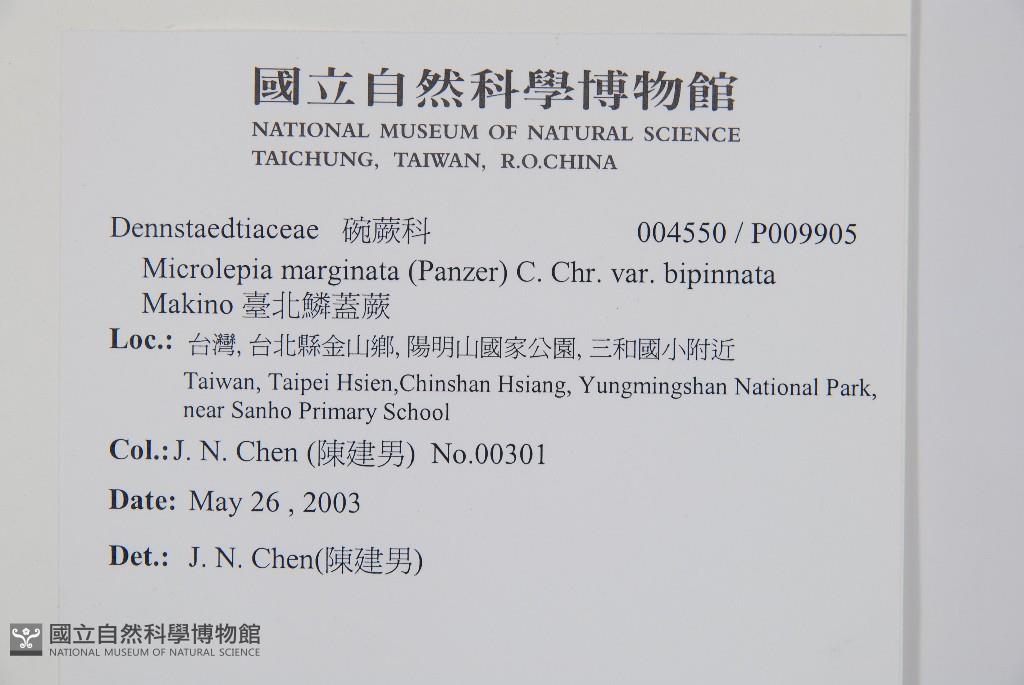 國立自然科學博物館
NATIONAL MUSEUM OF NATURAL SCIENCE
TAICHUNG, TAIWAN, R.O.CHINA
Dennstaedtiaceae 碗蕨科 004550 / P009905
Microlepia marginata (Panzer) C. Chr. var. bipinnata
Makino 臺北鱗蓋蕨
Loc.: 台灣, 台北縣金山鄉, 陽明山國家公園, 三和國小附近
Taiwan, Taipei Hsien,Chinshan Hsiang, Yungmingshan National Park,
near Sanho Primary School
Col.: J. N. Chen (陳建男) No.00301
Date: May 26 , 2003
Det.: J. N. Chen(陳建男)
國立自然科學博物館
NATIONAL MUSEUM OF NATURAL SCIENCE